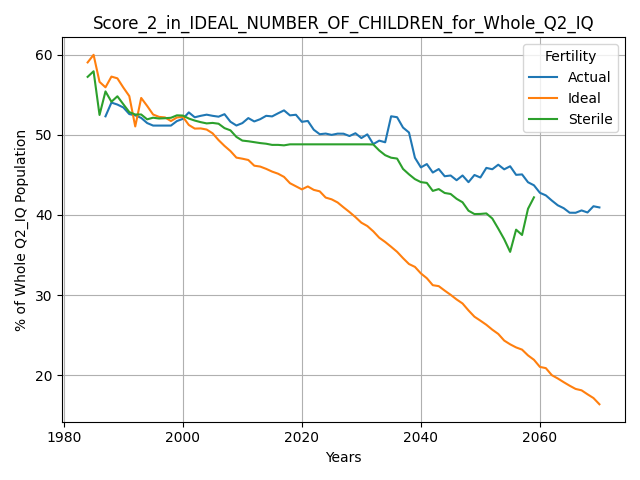 Score_2_in_IDEAL_NUMBER_OF_CHILDREN_for_Whole_Q2_IQ
% of Whole Q2_IQ Population
60
50
40
30
20
Fertility
Actual
Ideal
Sterile
1980
2000
2020
2040
2060
Years